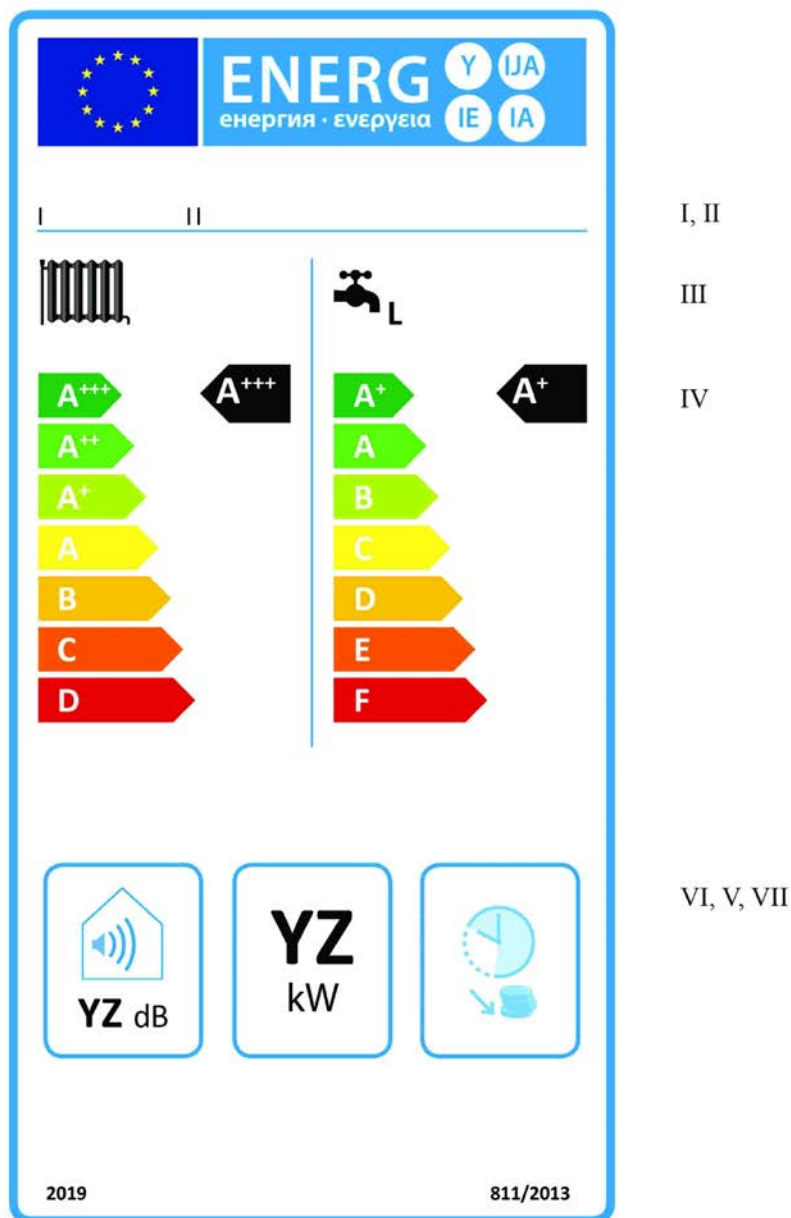 ENERG Y IJA
енергия · ενεργεια IE IA
I II I, II
L III
A+++ A+++ A+ A+ IV
A++ A
A+ B
A C
B D
C E
D F
VI, V, VII
YZ dB YZ kW
2019 811/2013